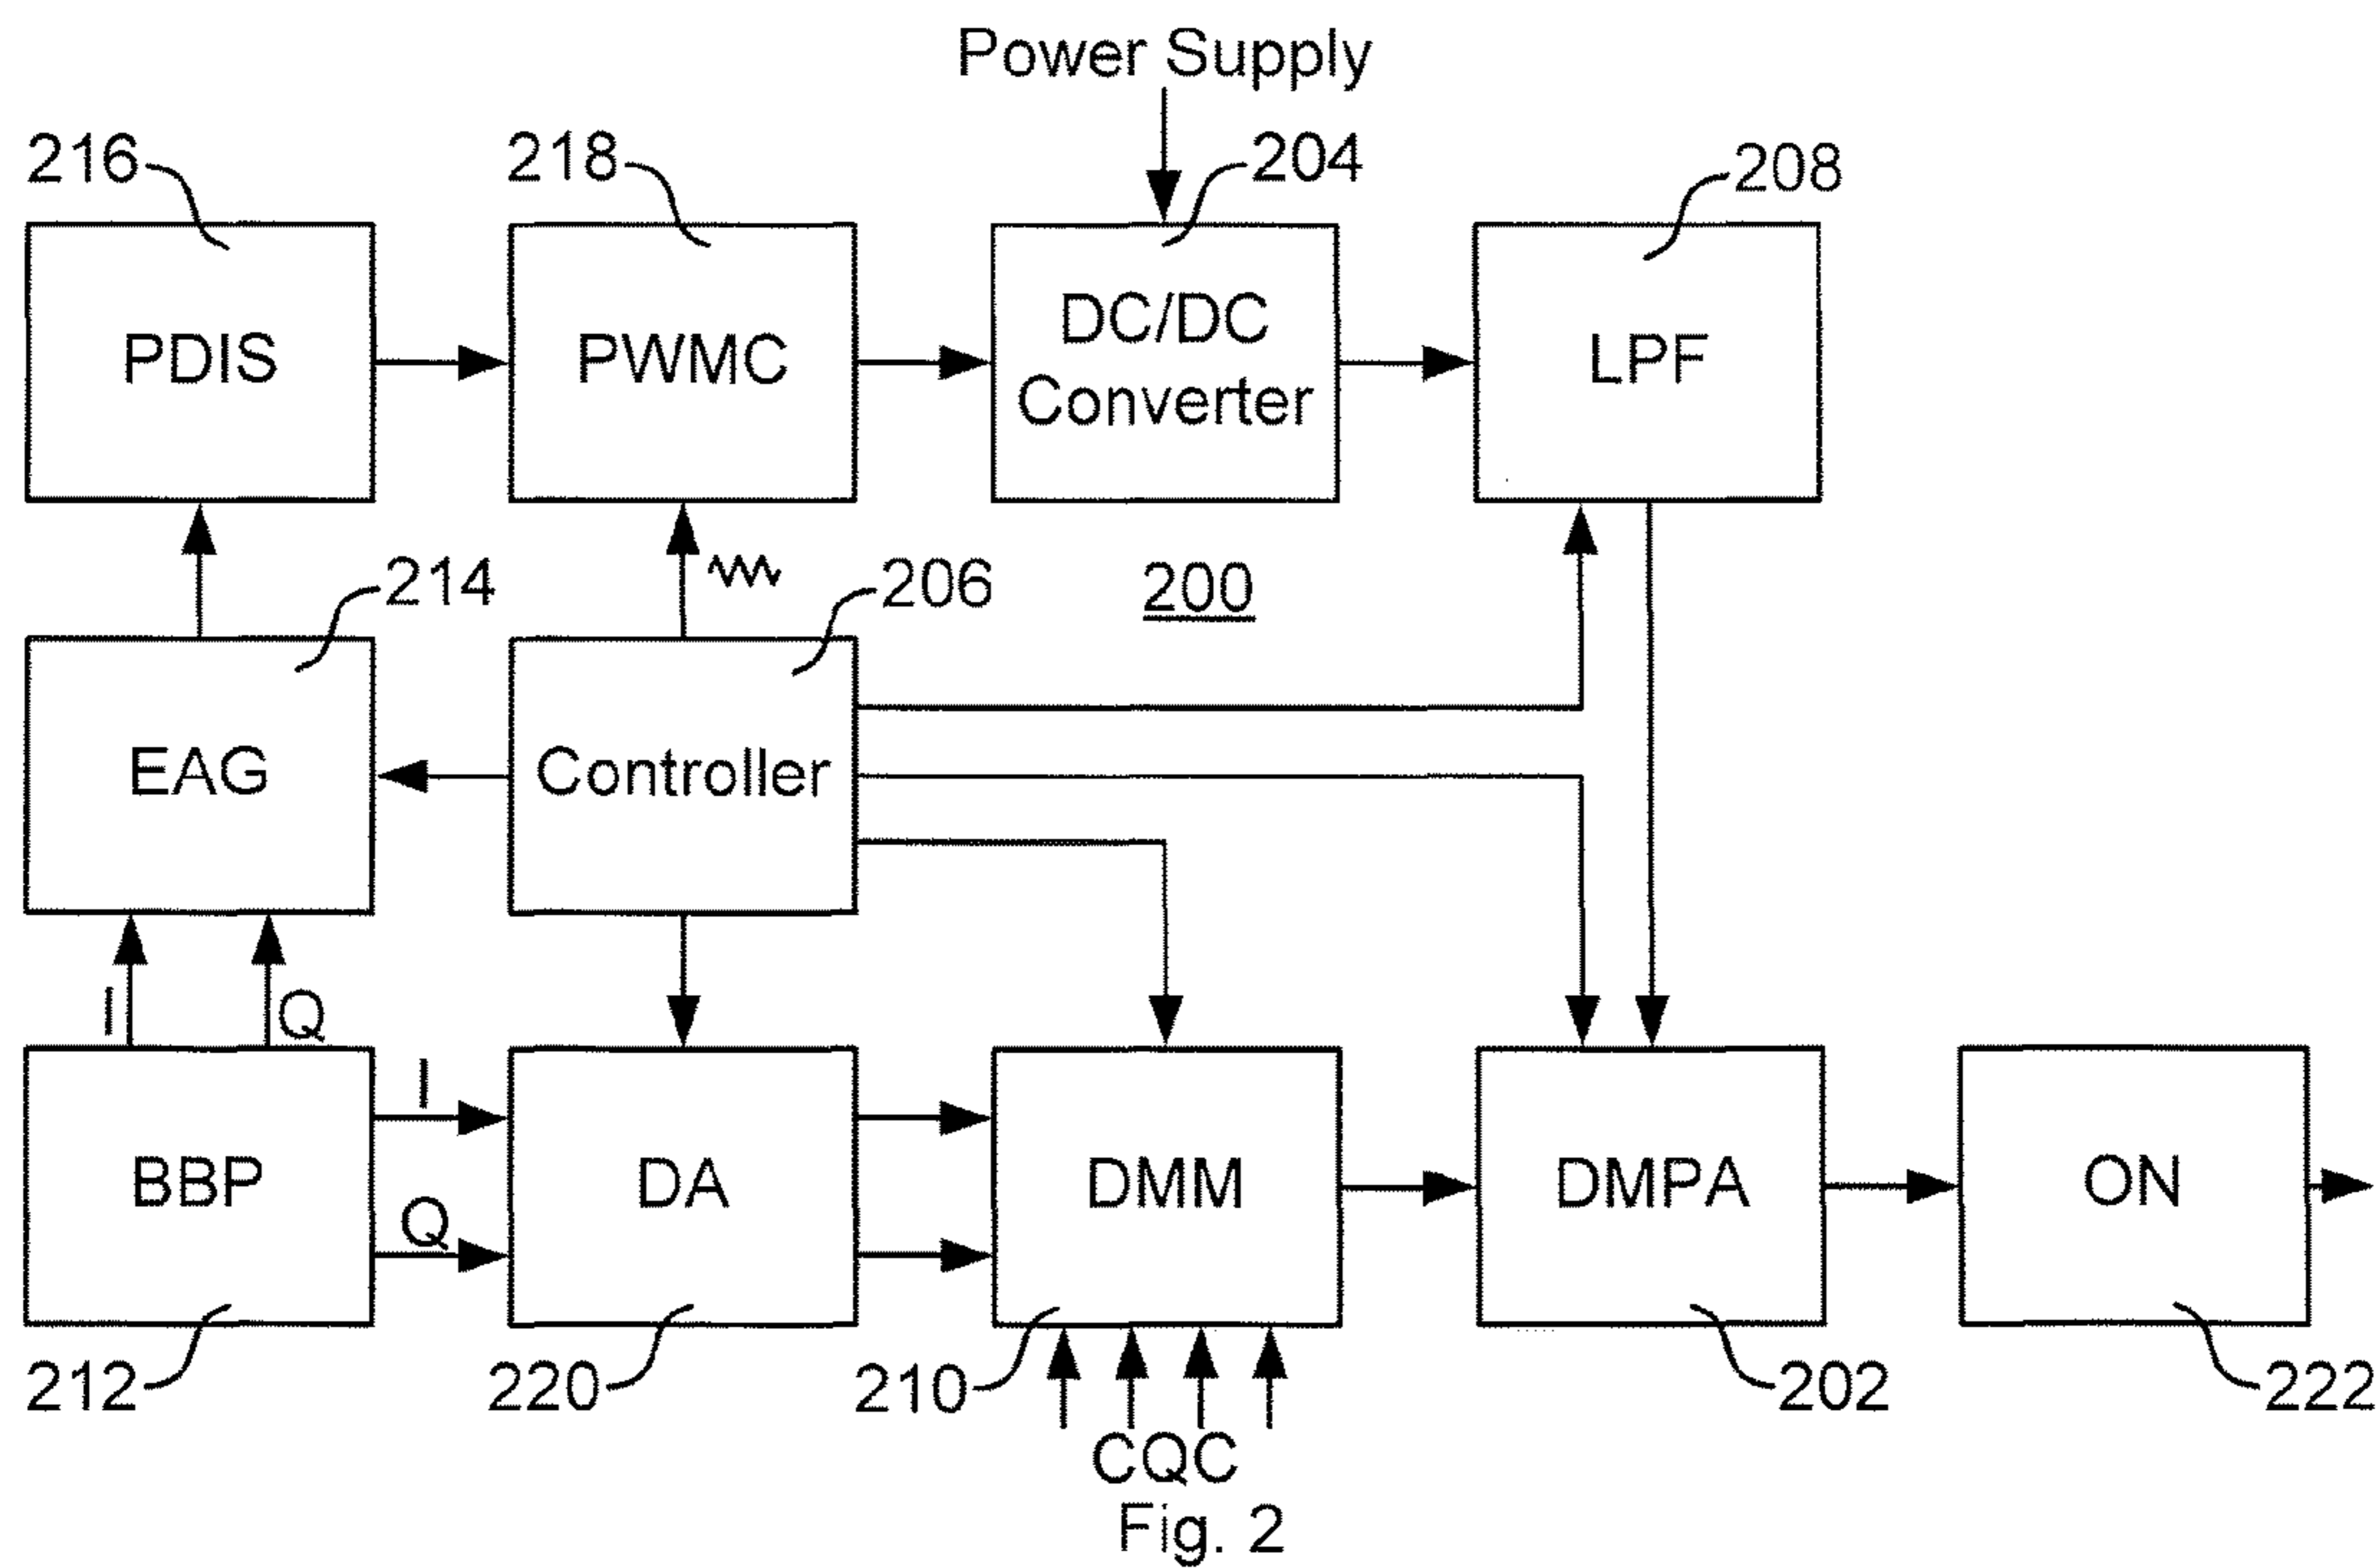 Power Supply
216
218
204
208
PDIS
PWMC
DC/DC
Converter
LPF
214
206
200
EAG
Controller
I
Q
I
Q
BBP
DA
DMM
DMPA
ON
212
220
210
202
222
CQC
Fig. 2